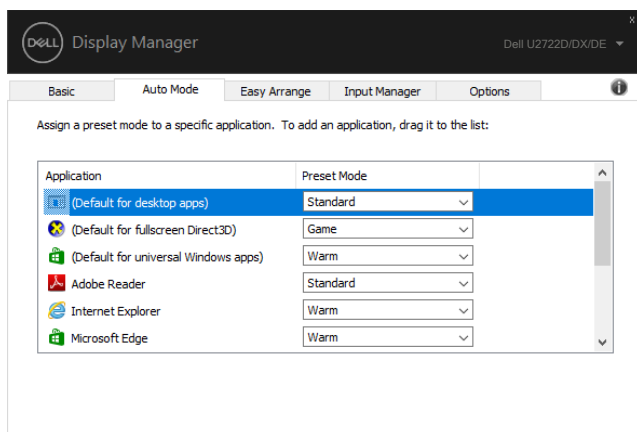 x
DELL Display Manager Dell U2722D/DX/DE
Basic Auto Mode Easy Arrange Input Manager Options
Assign a preset mode to a specific application. To add an application, drag it to the list:
Application Preset Mode
(Default for desktop apps) Standard
(Default for fullscreen Direct3D) Game
(Default for universal Windows apps) Warm
Adobe Reader Standard
Internet Explorer Warm
Microsoft Edge Warm